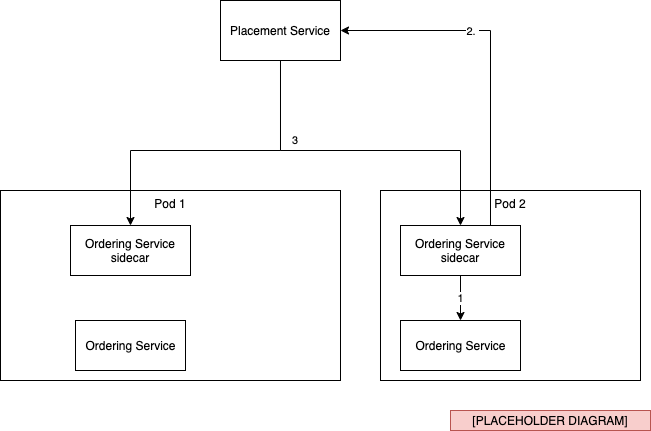 Placement Service
2.
3
Pod 1
Pod 2
Ordering Service
sidecar
Ordering Service
sidecar
1
Ordering Service
Ordering Service
[PLACEHOLDER DIAGRAM]